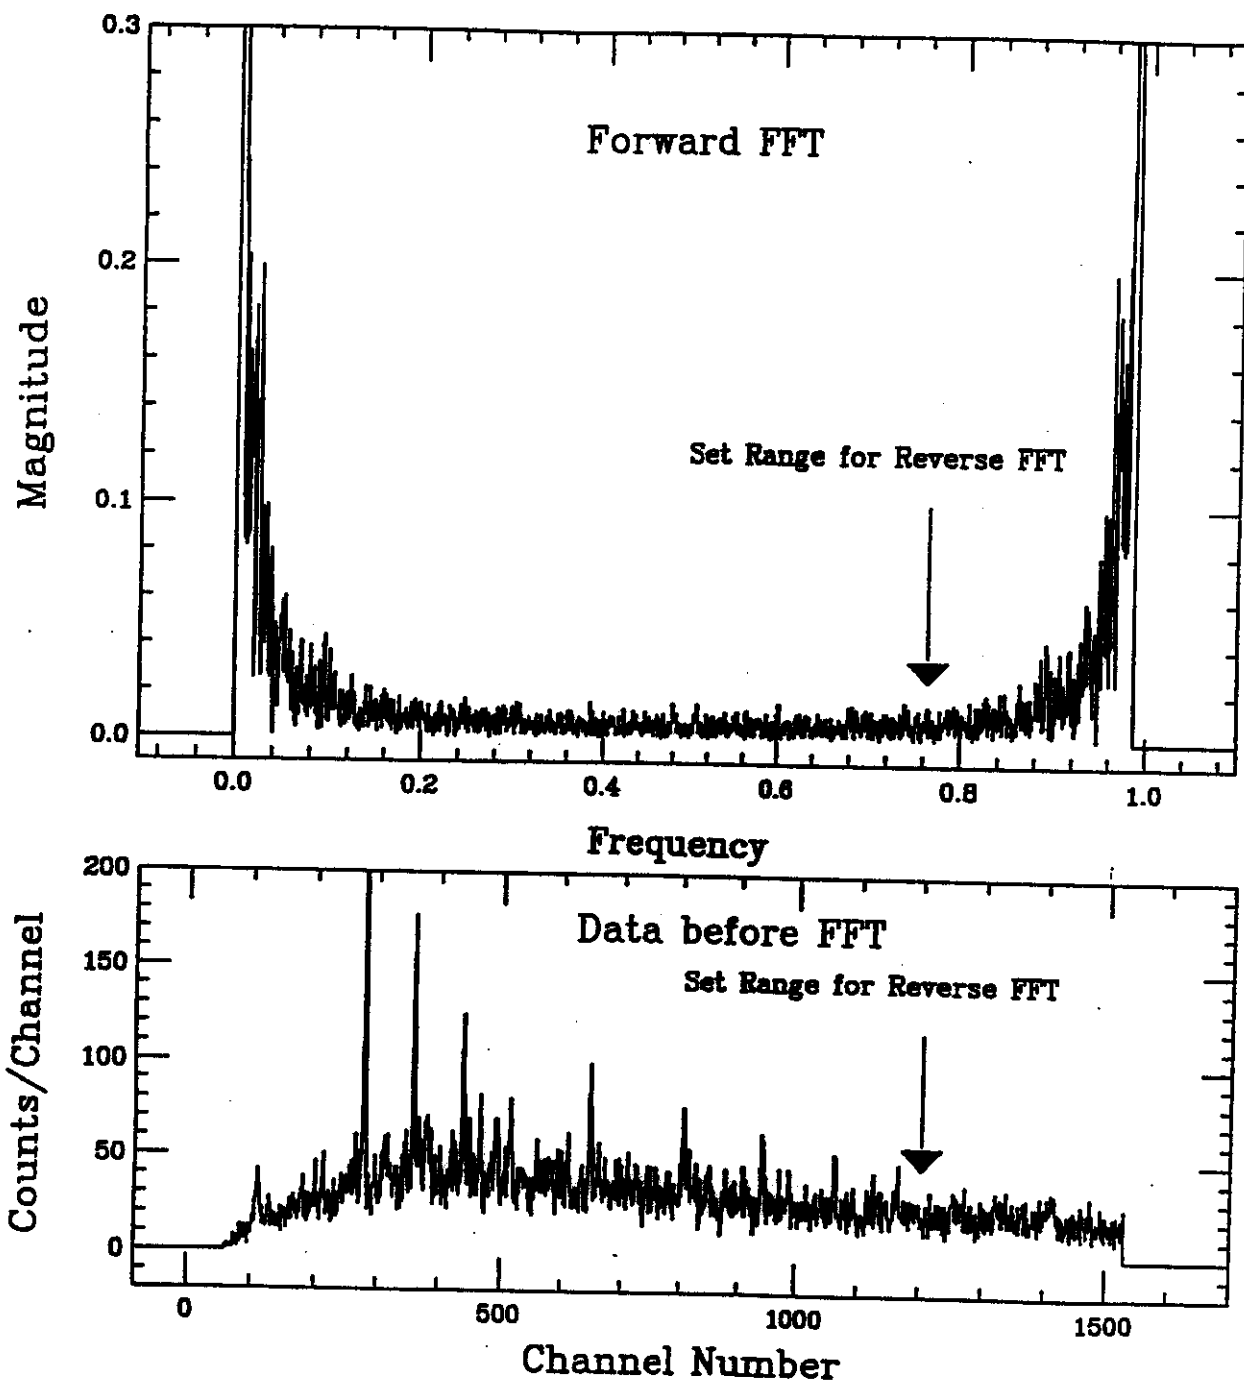 0.3
Forward FFT
0.2
Magnitude
Set Range for Reverse FFT
0.1
0.0
0.0 0.2 0.4 0.6 0.8 1.0
Frequency
200
Data before FFT
150
Set Range for Reverse FFT
Counts/Channel
100
50
0
0 500 1000 1500
Channel Number